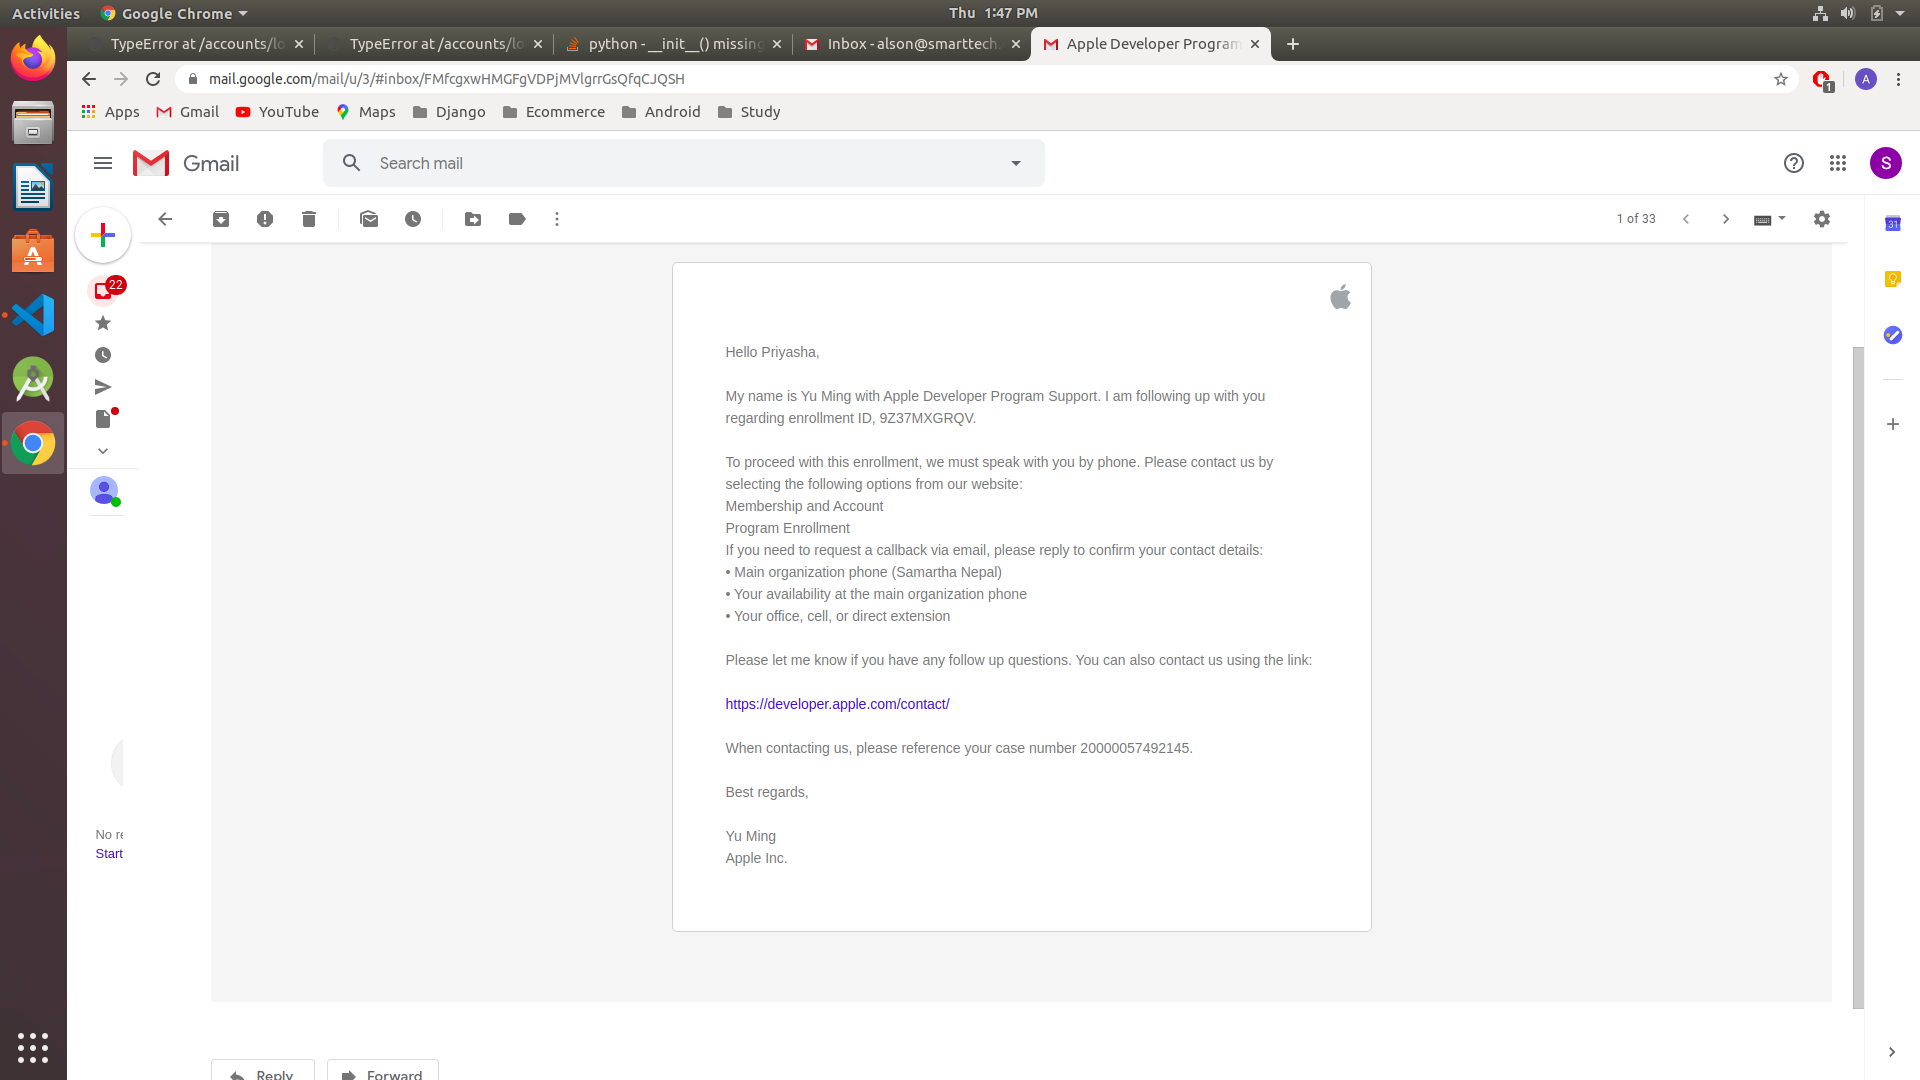 Activities Google Chrome Thu 1:47 PM
TypeError at /accounts/lo TypeError at /accounts/lo python - __init__() missing Inbox - alson@smarttech. Apple Developer Program
mail.google.com/mail/u/3/#inbox/FMfcgxwHMGFgVDPjMVlgrrGsQfqCJQSH 1 A
Apps Gmail YouTube Maps Django Ecommerce Android Study
Gmail Search mail S
1 of 33
31
22
Hello Priyasha,
My name is Yu Ming with Apple Developer Program Support. I am following up with you
regarding enrollment ID, 9Z37MXGRQV.
To proceed with this enrollment, we must speak with you by phone. Please contact us by
selecting the following options from our website:
Membership and Account
Program Enrollment
If you need to request a callback via email, please reply to confirm your contact details:
• Main organization phone (Samartha Nepal)
• Your availability at the main organization phone
• Your office, cell, or direct extension
Please let me know if you have any follow up questions. You can also contact us using the link:
https://developer.apple.com/contact/
When contacting us, please reference your case number 20000057492145.
Best regards,
Yu Ming
Apple Inc.
No re
Start
Reply Forward